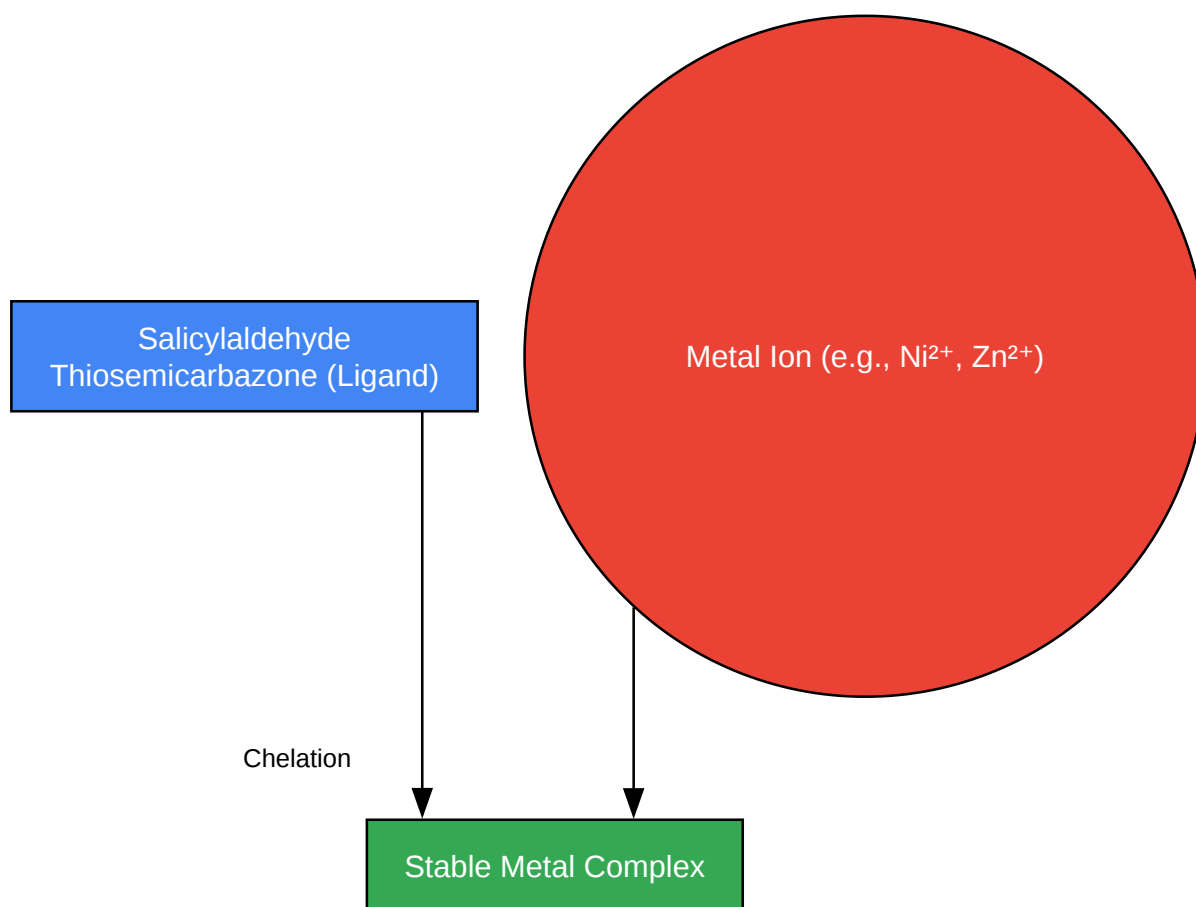 Salicylaldehyde
Thiosemicarbazone (Ligand)
Metal Ion (e.g., Ni²⁺, Zn²⁺)
Chelation
Stable Metal Complex